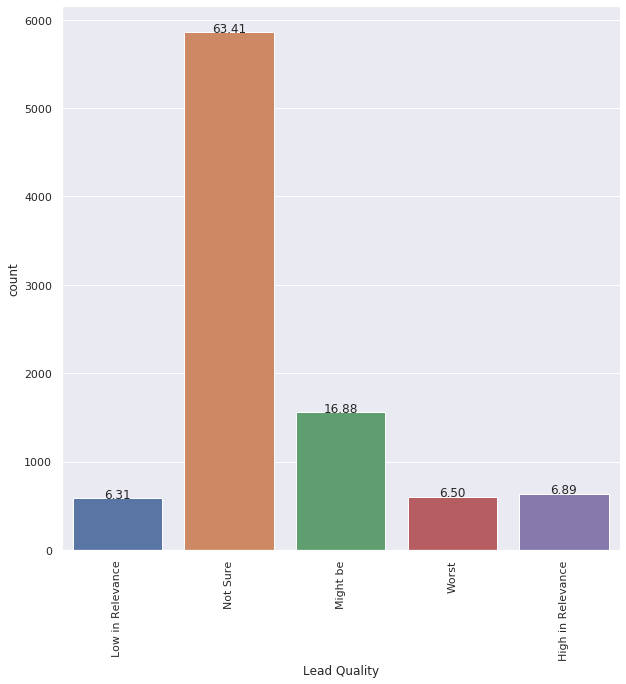 6000
5000
4000
3000
2000
1000
0
count
6.31
63.41
16.88
6.50
6.89
Low in Relevance
Not Sure
Might be
Worst
High in Relevance
Lead Quality